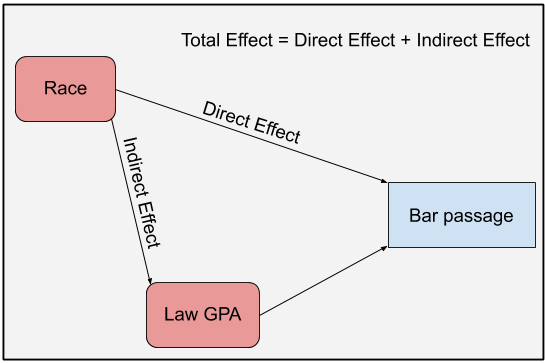 Total Effect = Direct Effect + Indirect Effect
Race
Direct Effect
Indirect Effect
Bar passage
Law GPA